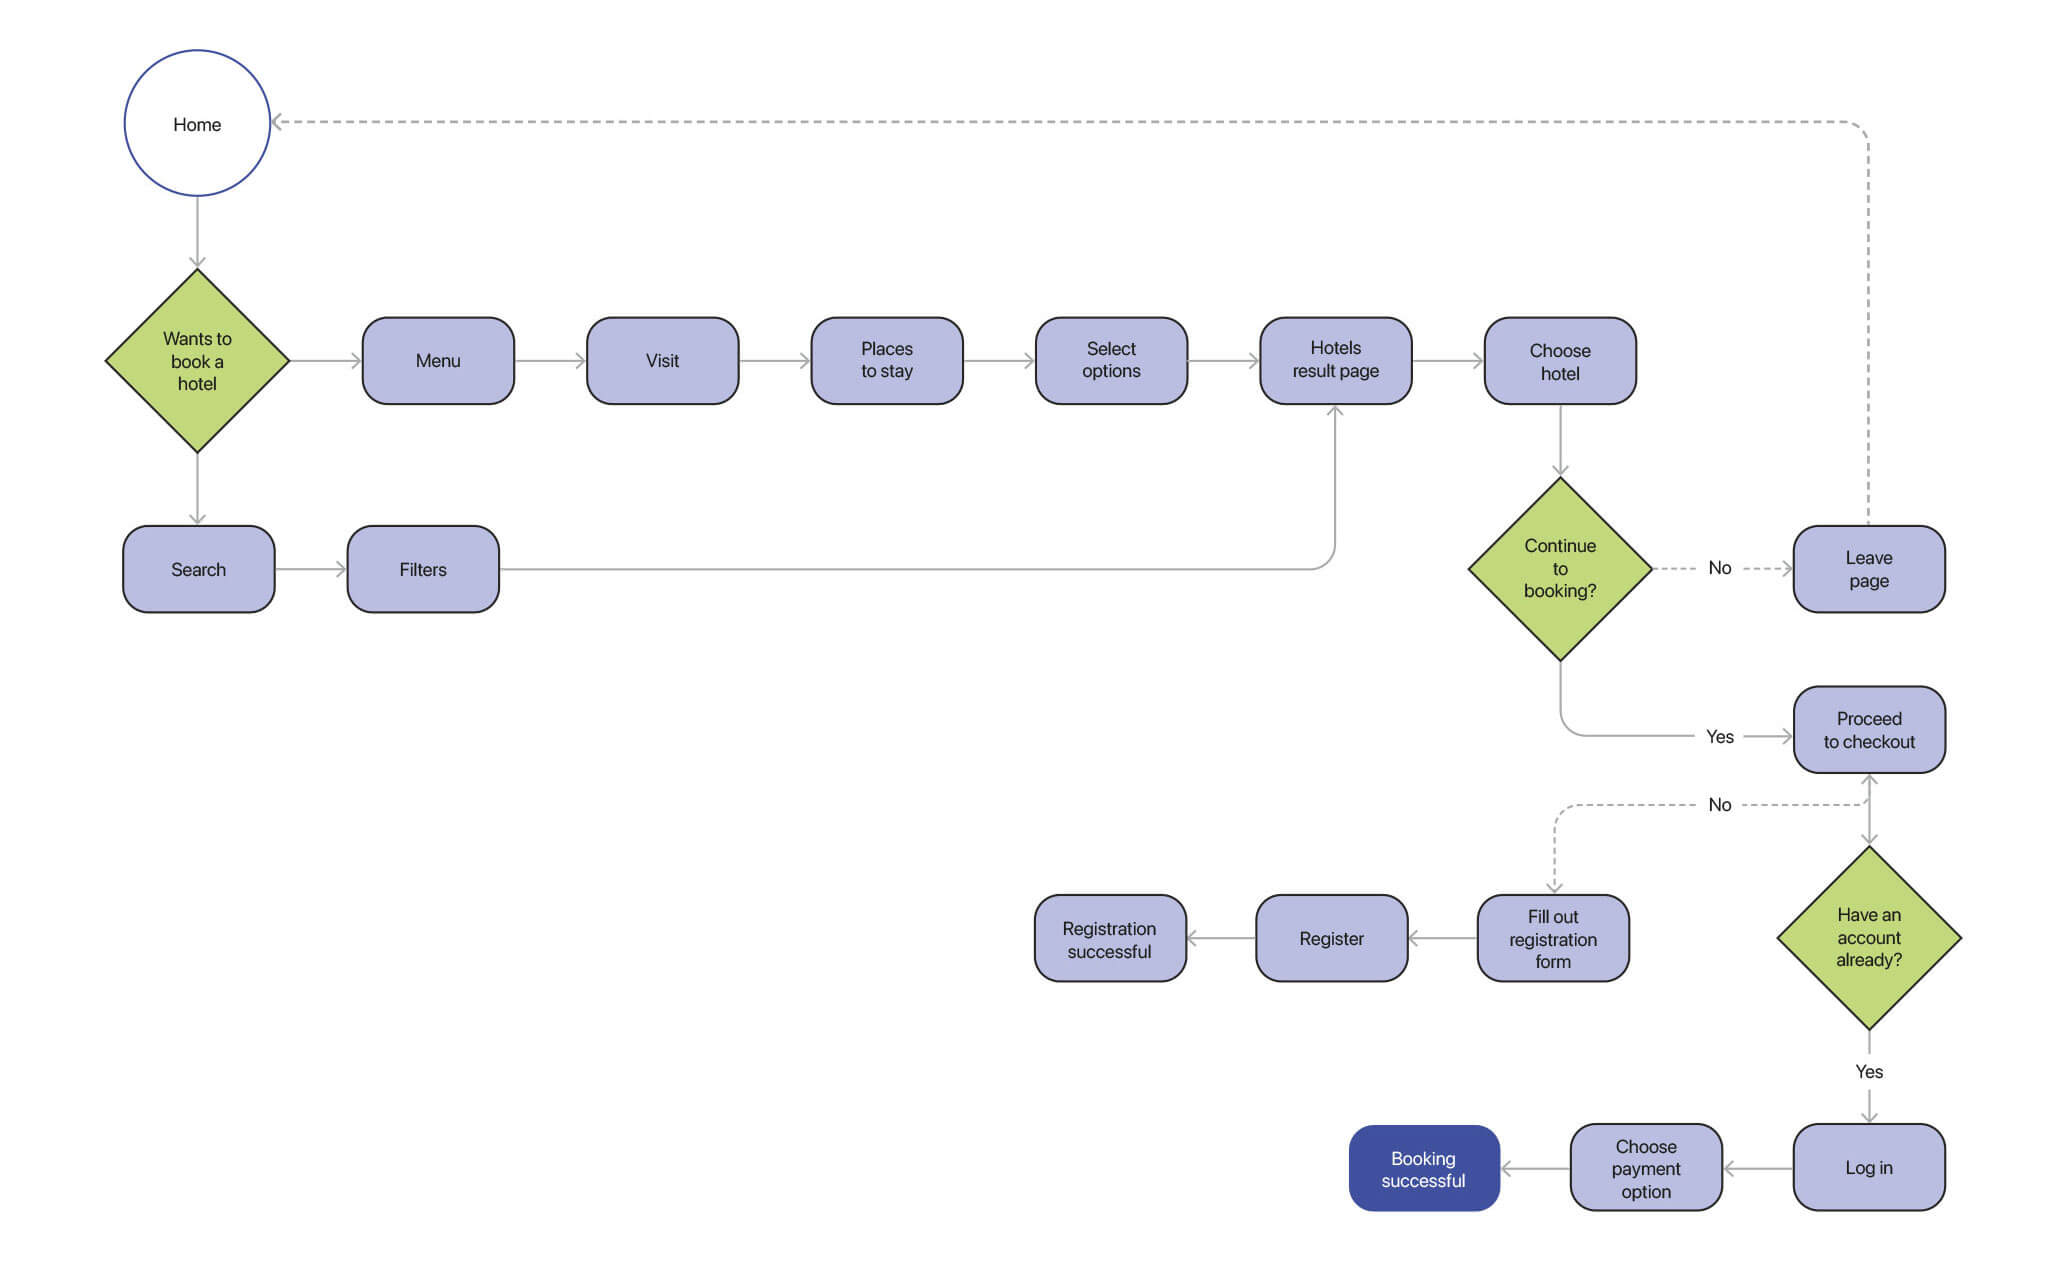 Home
Wants to
book a
hotel
Menu
Visit
Places
to stay
Select
options
Hotels
result page
Choose
hotel
Search
Filters
Continue
to
booking?
No
Leave
page
Yes
Proceed
to checkout
No
Registration
successful
Register
Fill out
registration
form
Have an
account
already?
Yes
Booking
successful
Choose
payment
option
Log in